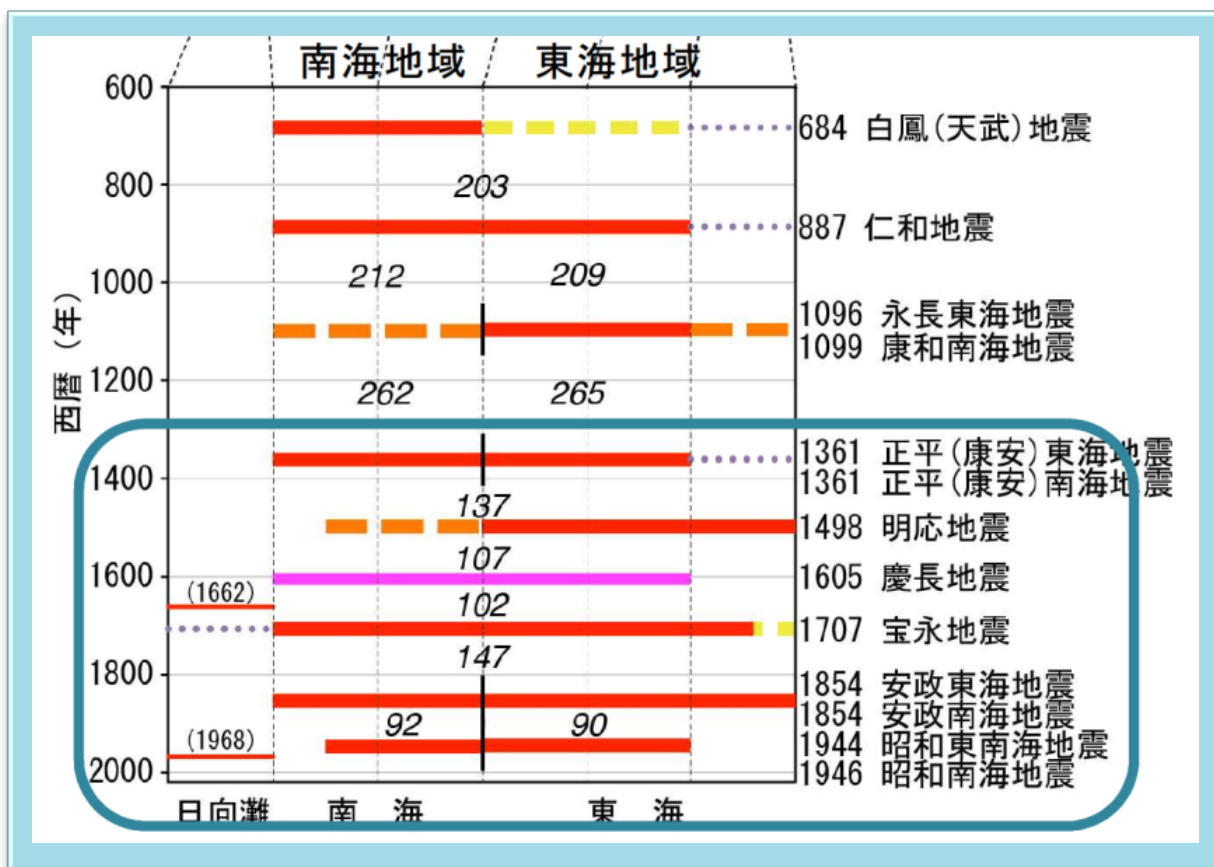 南海地域 東海地域
600
684 白鳳(天武)地震
800
203
887 仁和地震
212 209
1000
1096 永長東海地震
1099 康和南海地震
西暦(年)
1200
262 265
1361 正平(康安)東海地震
1361 正平(康安)南海地震
1400
137
1498 明応地震
107
1600
1605 慶長地震
(1662)
102
1707 宝永地震
147
1800
1854 安政東海地震
1854 安政南海地震
92 90
(1968)
1944 昭和東南海地震
1946 昭和南海地震
2000
日向灘 南 海 東 海